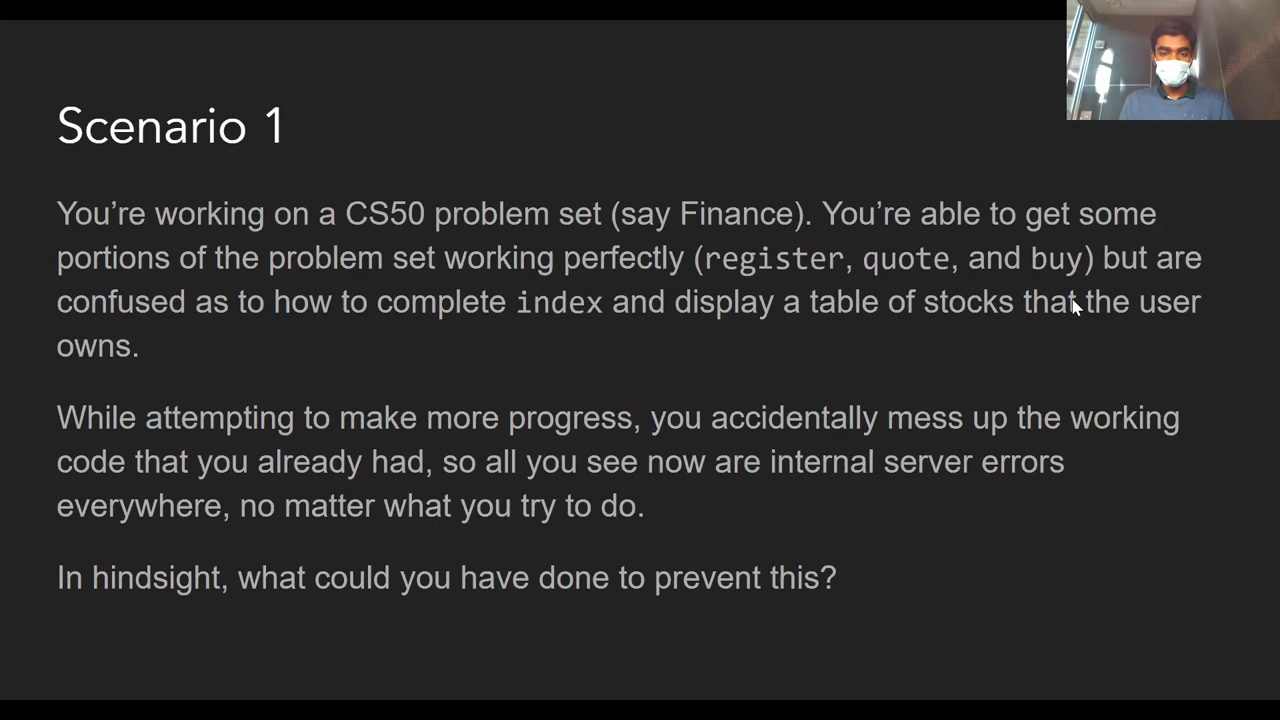 Scenario 1
You’re working on a CS50 problem set (say Finance). You’re able to get some
portions of the problem set working perfectly (register, quote, and buy) but are
confused as to how to complete index and display a table of stocks that the user
owns.
While attempting to make more progress, you accidentally mess up the working
code that you already had, so all you see now are internal server errors
everywhere, no matter what you try to do.
In hindsight, what could you have done to prevent this?